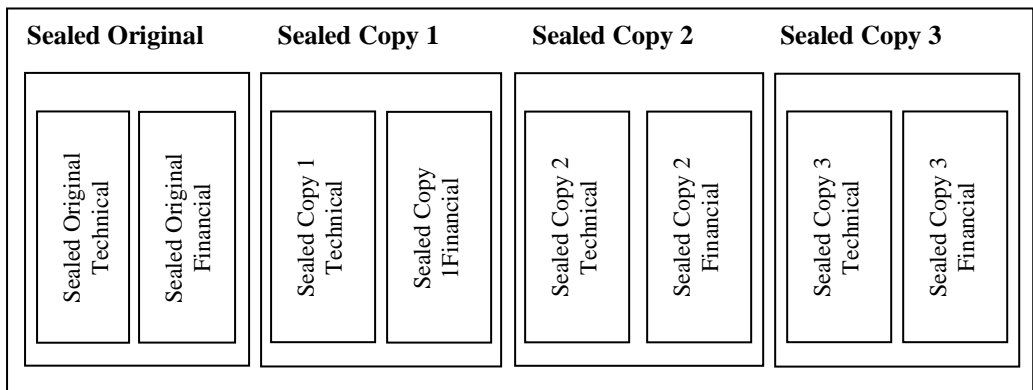 Sealed Original
Sealed Copy 1
Sealed Copy 2
Sealed Copy 3
Sealed Original
Technical
Sealed Original
Financial
Sealed Copy 1
Technical
Sealed Copy
1Financial
Sealed Copy 2
Technical
Sealed Copy 2
Financial
Sealed Copy 3
Technical
Sealed Copy 3
Financial